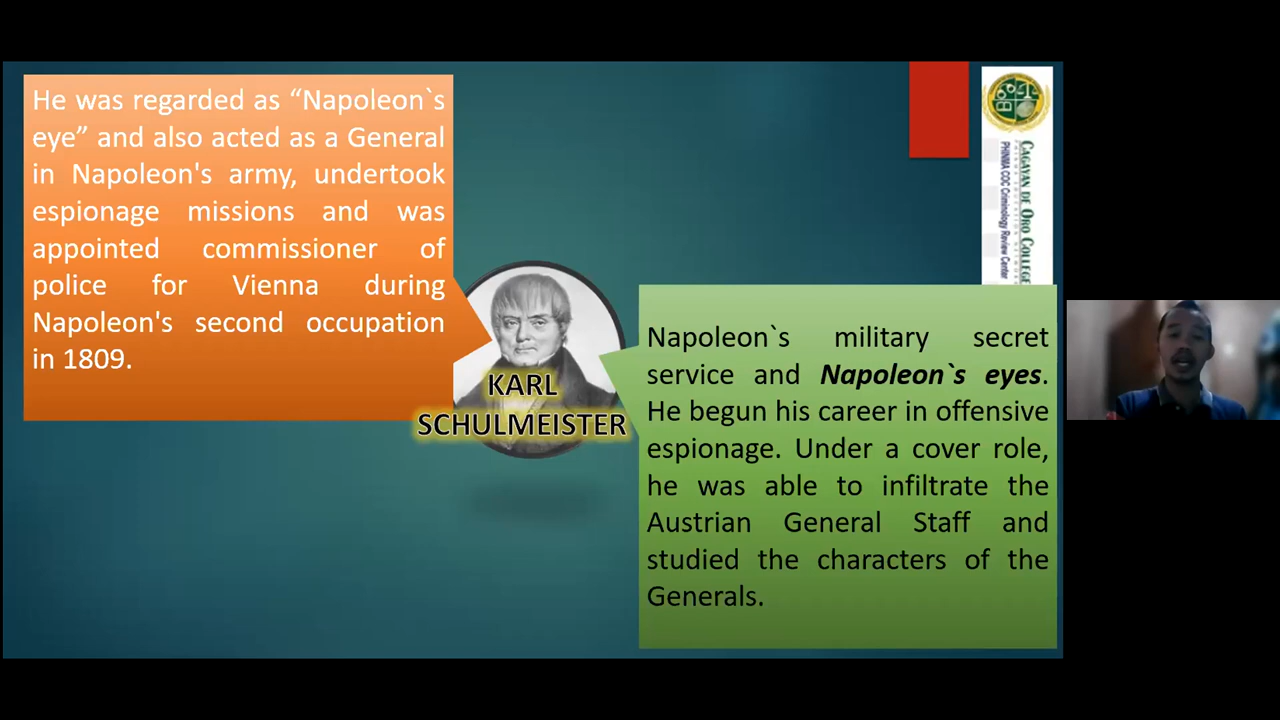 He was regarded as “Napoleon`s
eye” and also acted as a General
in Napoleon's army, undertook
espionage missions and was
appointed commissioner of
police for Vienna during
Napoleon's second occupation
in 1809.
KARL
SCHULMEISTER
Napoleon`s military secret
service and Napoleon`s eyes.
He begun his career in offensive
espionage. Under a cover role,
he was able to infiltrate the
Austrian General Staff and
studied the characters of the
Generals.
CAGAYAN DE ORO COLLEGE
PHINMA COC Criminology Review Center